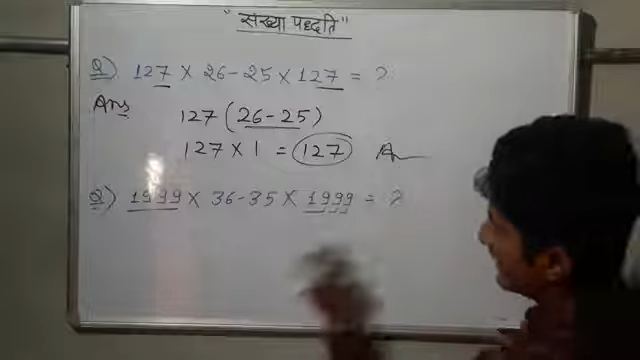 "संख्या पद्धति"
Q) 127 × 26 - 25 × 127 = ?
Ans 127 (26 - 25)
127 × 1 = 127 A
Q) 1999 × 36 - 35 × 1999 = ?